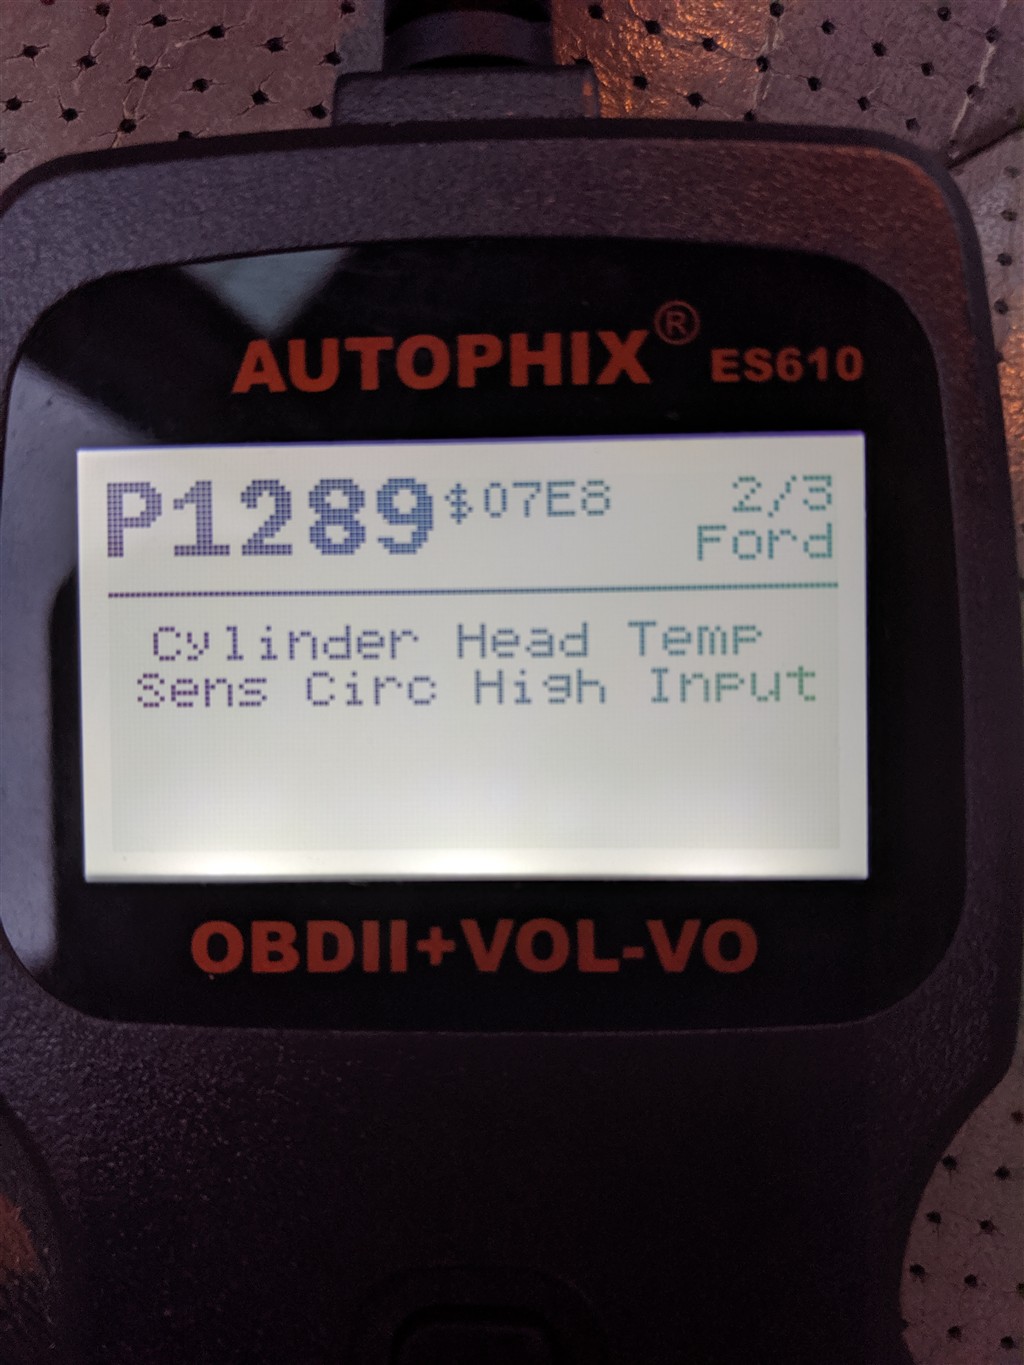 AUTOPHIX® ES610
P1289 $07E8 2/3
Ford
Cylinder Head Temp
Sens Circ High Input
OBDII+VOL-VO